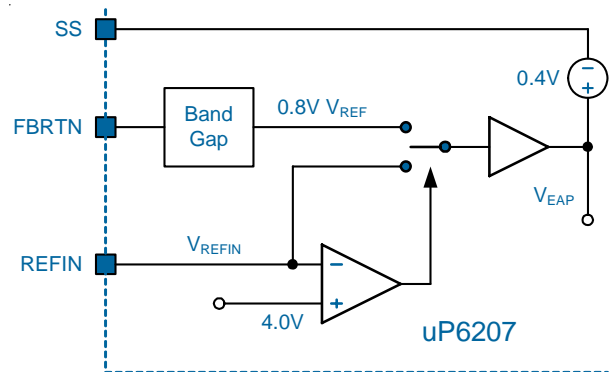 SS
0.4V
FBRTN
Band
Gap
0.8V VREF
VEAP
REFIN
VREFIN
4.0V
uP6207